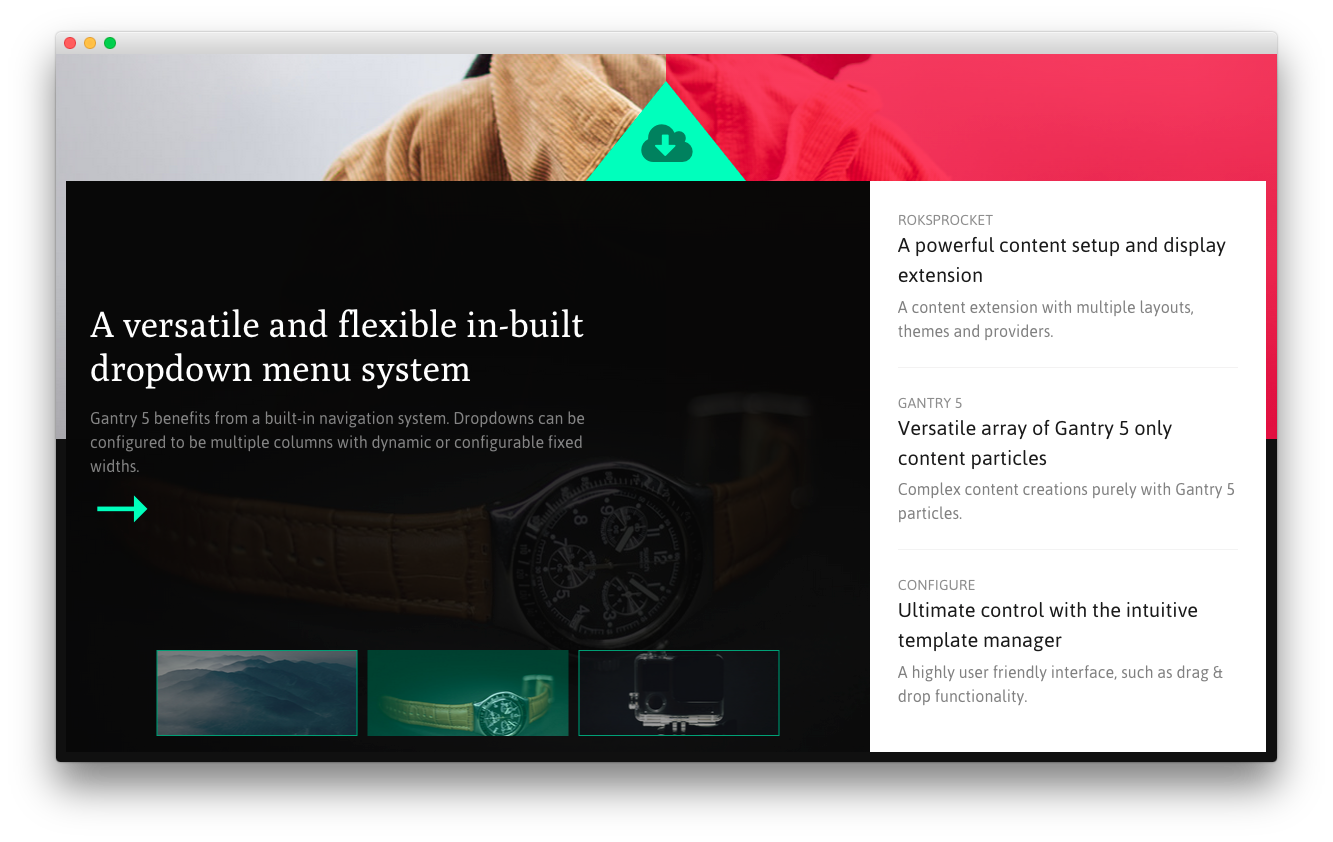 A versatile and flexible in-built
dropdown menu system
Gantry 5 benefits from a built-in navigation system. Dropdowns can be
configured to be multiple columns with dynamic or configurable fixed
widths.
ROKSPROCKET
A powerful content setup and display
extension
A content extension with multiple layouts,
themes and providers.
GANTRY 5
Versatile array of Gantry 5 only
content particles
Complex content creations purely with Gantry 5
particles.
CONFIGURE
Ultimate control with the intuitive
template manager
A highly user friendly interface, such as drag &
drop functionality.